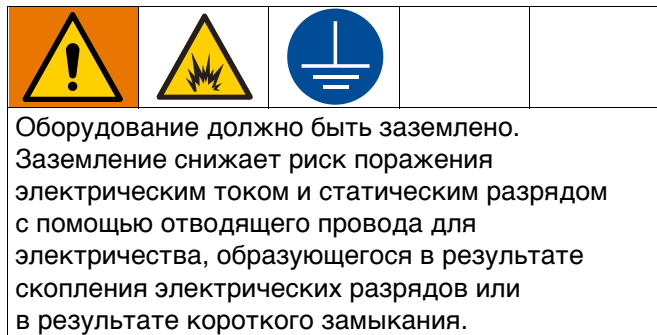 Оборудование должно быть заземлено.
Заземление снижает риск поражения
электрическим током и статическим разрядом
с помощью отводящего провода для
электричества, образующегося в результате
скопления электрических разрядов или
в результате короткого замыкания.